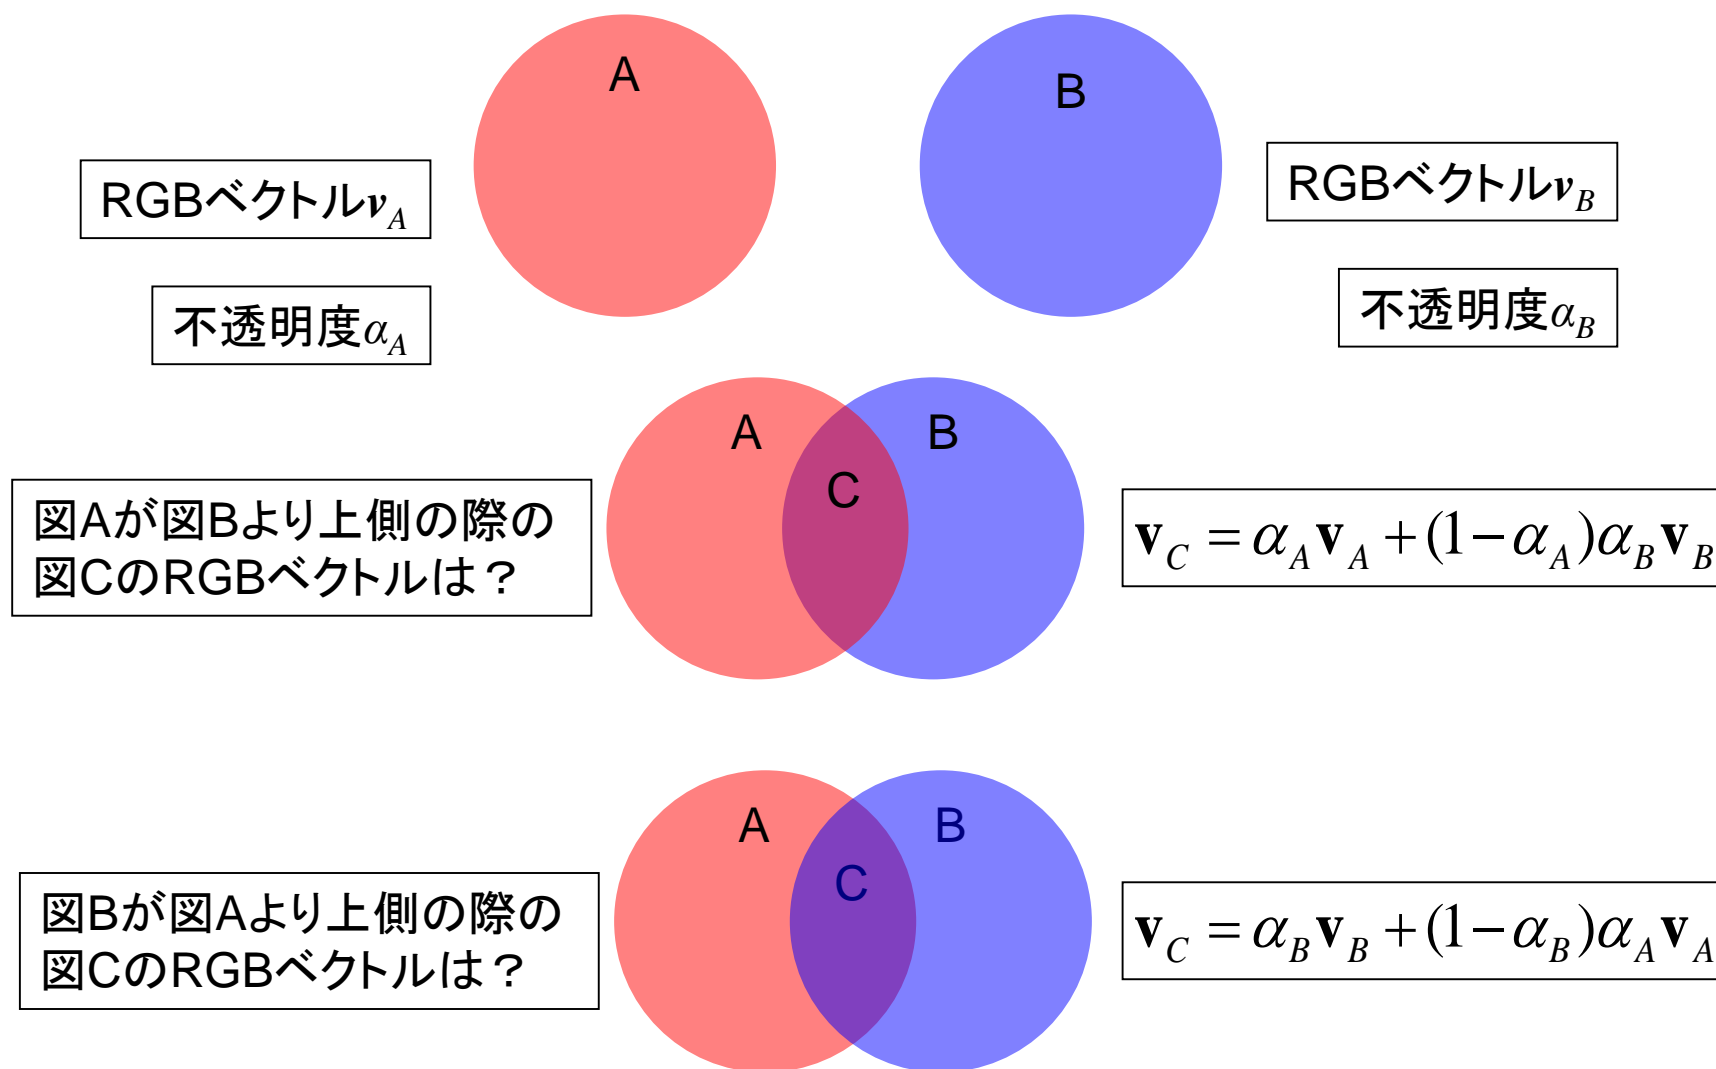 A
B
RGBベクトルv_A
RGBベクトルv_B
不透明度α_A
不透明度α_B
A
B
C
図Aが図Bより上側の際の
図CのRGBベクトルは？
v_C = α_A v_A + (1−α_A)α_B v_B
A
B
C
図Bが図Aより上側の際の
図CのRGBベクトルは？
v_C = α_B v_B + (1−α_B)α_A v_A